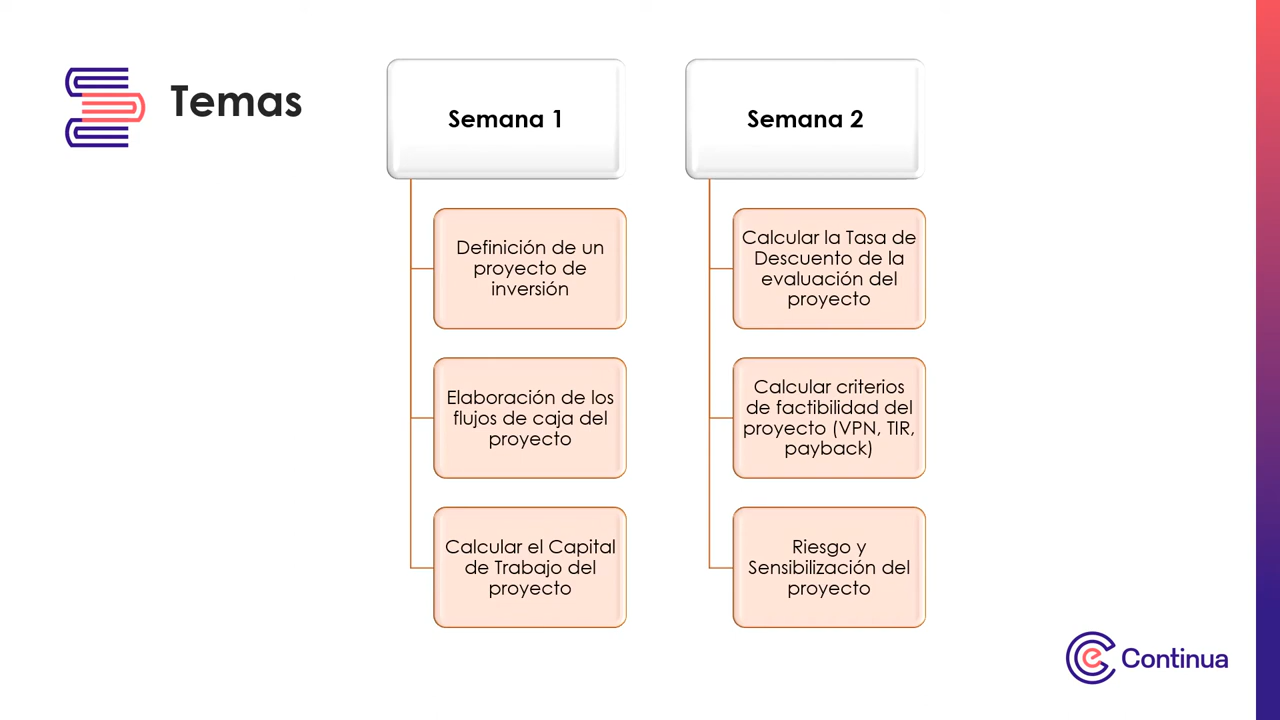 Temas
Semana 1
Definición de un
proyecto de
inversión
Elaboración de los
flujos de caja del
proyecto
Calcular el Capital
de Trabajo del
proyecto
Semana 2
Calcular la Tasa de
Descuento de la
evaluación del
proyecto
Calcular criterios
de factibilidad del
proyecto (VPN, TIR,
payback)
Riesgo y
Sensibilización del
proyecto
e Continua